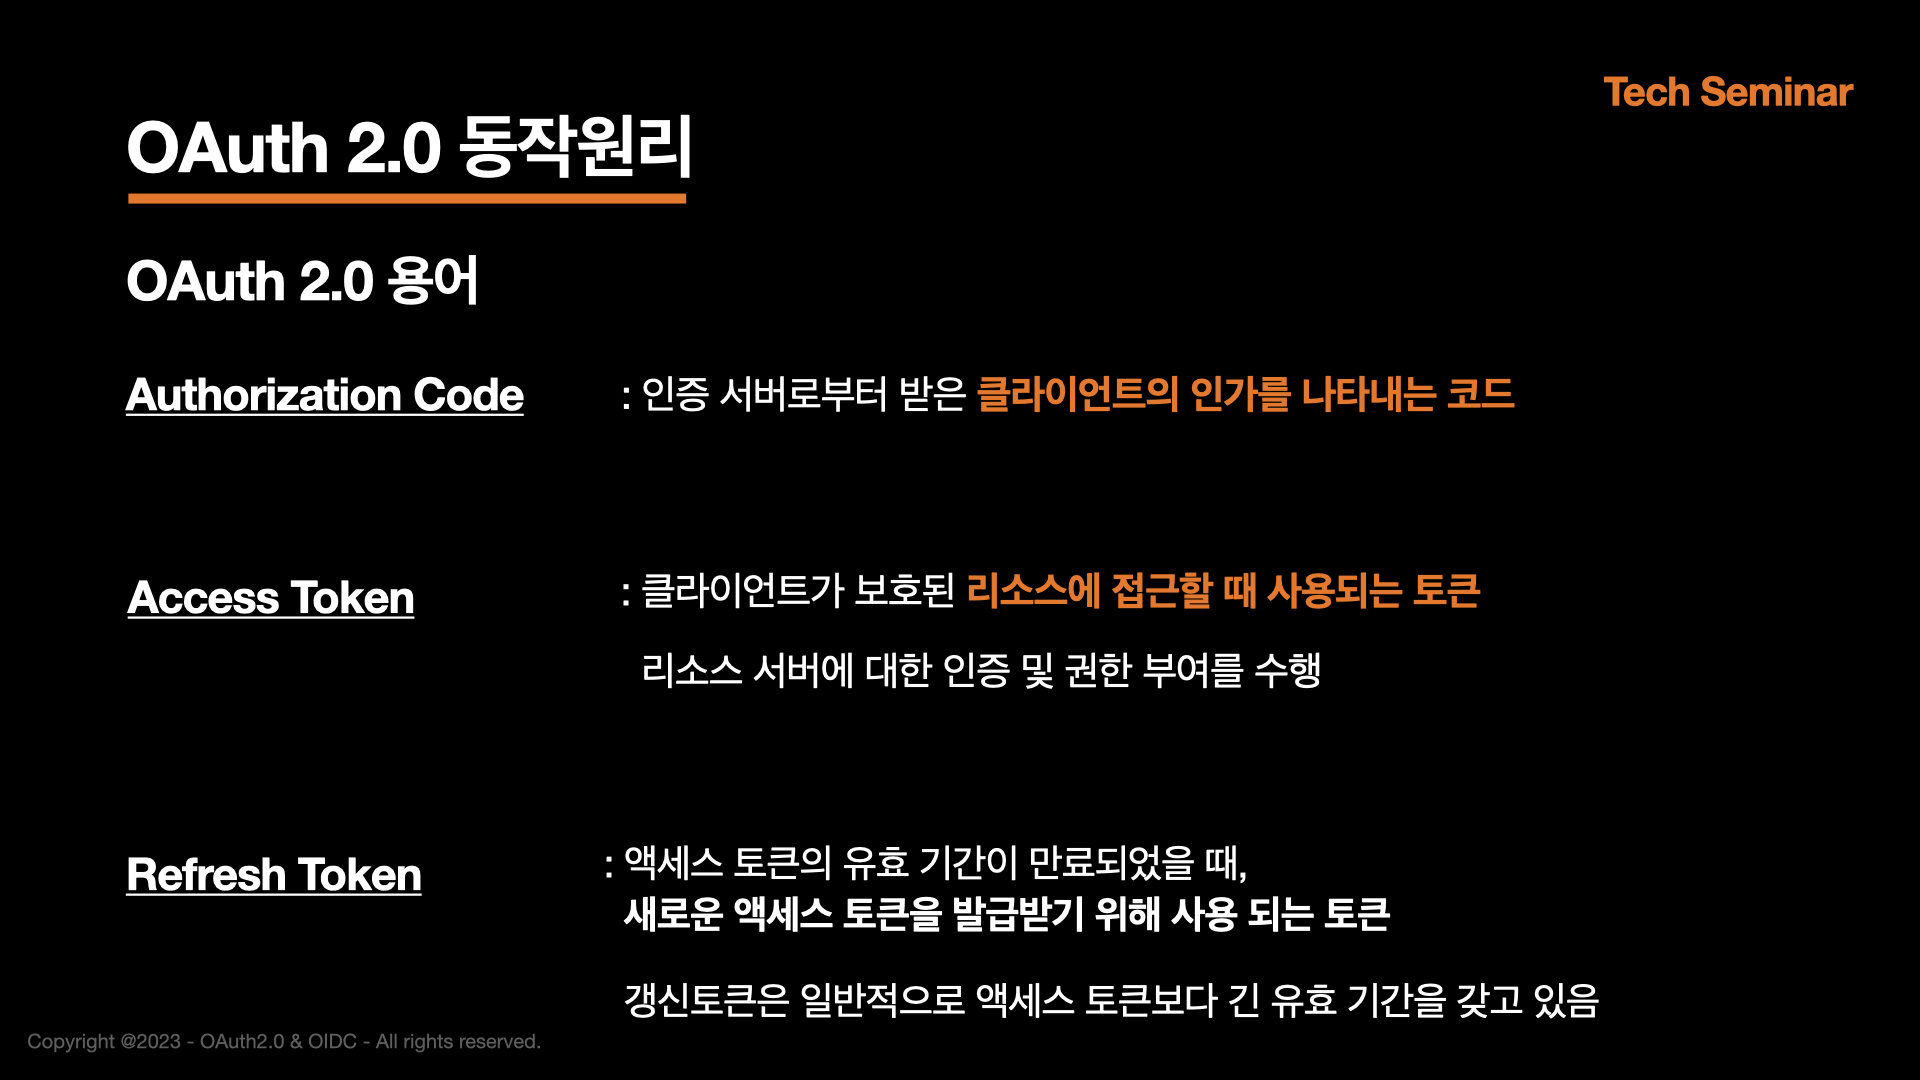 Tech Seminar
OAuth 2.0 동작원리
OAuth 2.0 용어
Authorization Code : 인증 서버로부터 받은 클라이언트의 인가를 나타내는 코드
Access Token : 클라이언트가 보호된 리소스에 접근할 때 사용되는 토큰
리소스 서버에 대한 인증 및 권한 부여를 수행
Refresh Token : 액세스 토큰의 유효 기간이 만료되었을 때,
새로운 액세스 토큰을 발급받기 위해 사용 되는 토큰
갱신토큰은 일반적으로 액세스 토큰보다 긴 유효 기간을 갖고 있음
Copyright @2023 - OAuth2.0 & OIDC - All rights reserved.